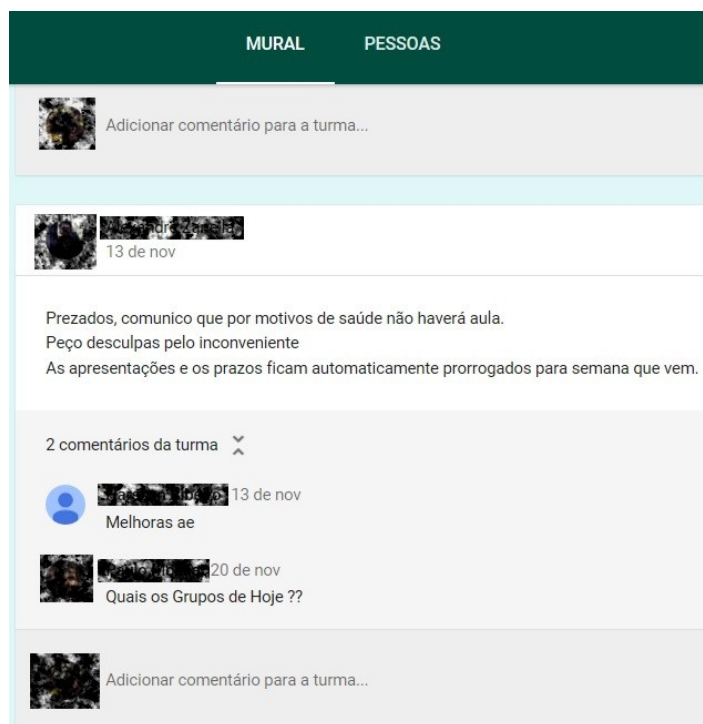 MURAL PESSOAS
Adicionar comentário para a turma...
13 de nov
Prezados, comunico que por motivos de saúde não haverá aula.
Peço desculpas pelo inconveniente
As apresentações e os prazos ficam automaticamente prorrogados para semana que vem.
2 comentários da turma
13 de nov
Melhoras ae
20 de nov
Quais os Grupos de Hoje ??
Adicionar comentário para a turma...